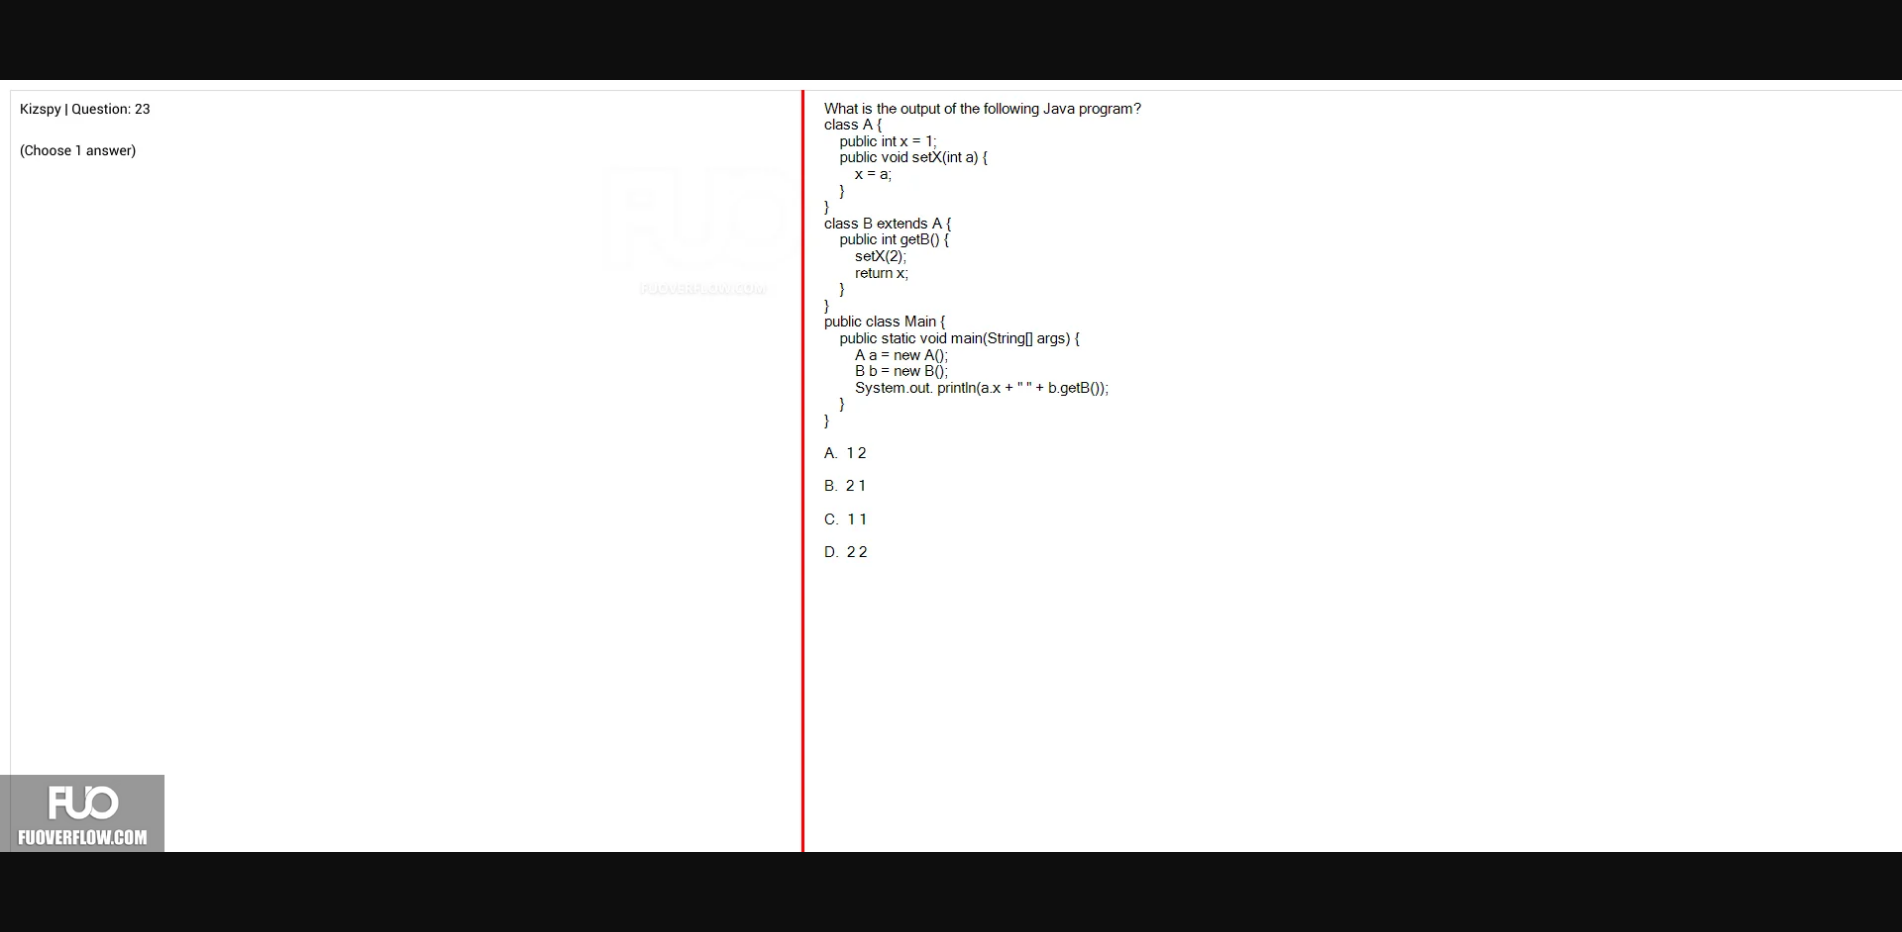 Kizspy | Question: 23
(Choose 1 answer)
FUOVERFLOW.COM
FUO
FUOVERFLOW.COM
What is the output of the following Java program?
class A {
public int x = 1;
public void setX(int a) {
x = a;
}
}
class B extends A {
public int getB() {
setX(2);
return x;
}
}
public class Main {
public static void main(String[] args) {
A a = new A();
B b = new B();
System.out. println(a.x + " " + b.getB());
}
}
A. 1 2
B. 2 1
C. 1 1
D. 2 2